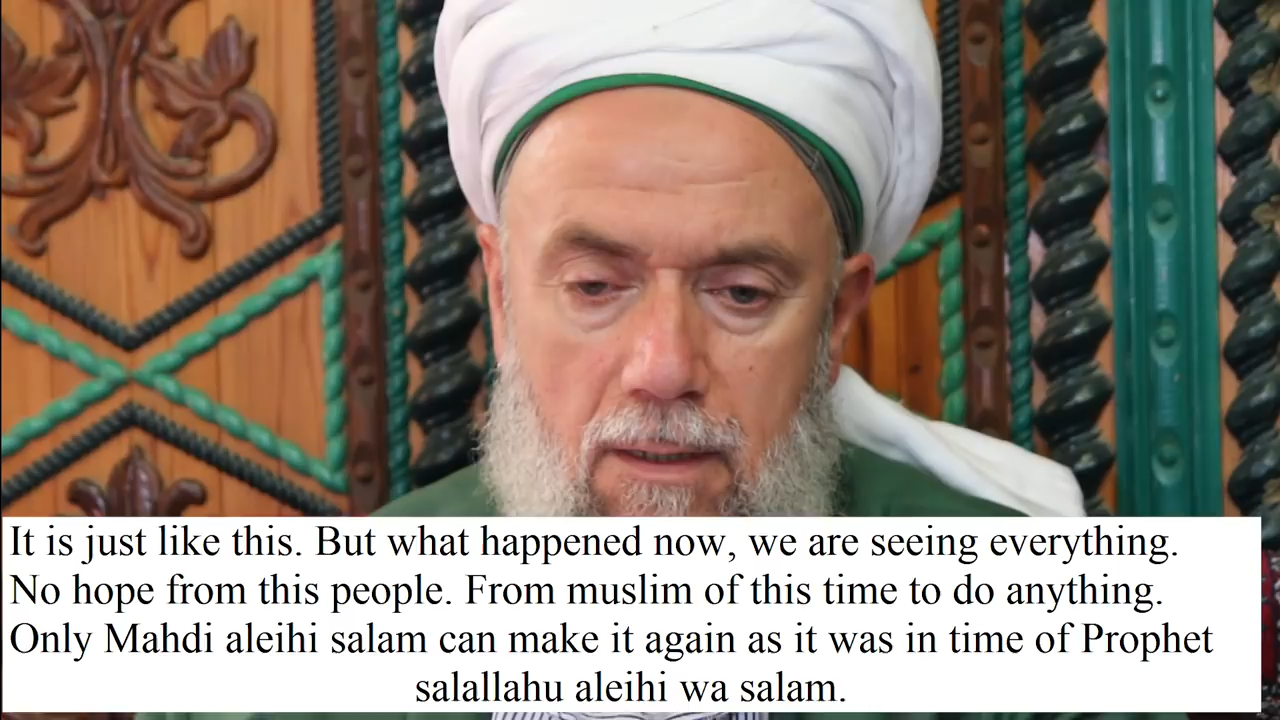 It is just like this. But what happened now, we are seeing everything.
No hope from this people. From muslim of this time to do anything.
Only Mahdi aleihi salam can make it again as it was in time of Prophet
salallahu aleihi wa salam.